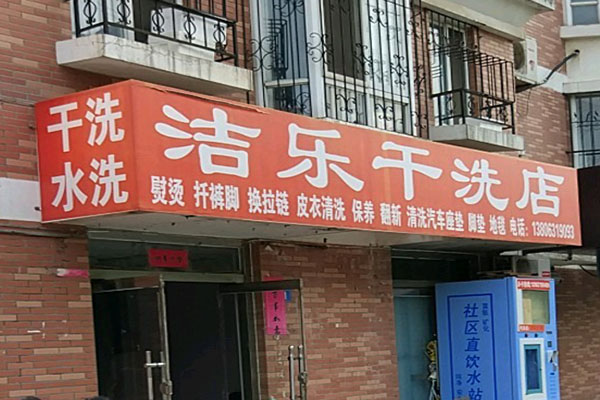 干洗
水洗
洁乐干洗店
熨烫 扦裤脚 换拉链 皮衣清洗 保养 翻新 清洗汽车座垫 脚垫 地毯 电话：13806319093
社区直饮水站